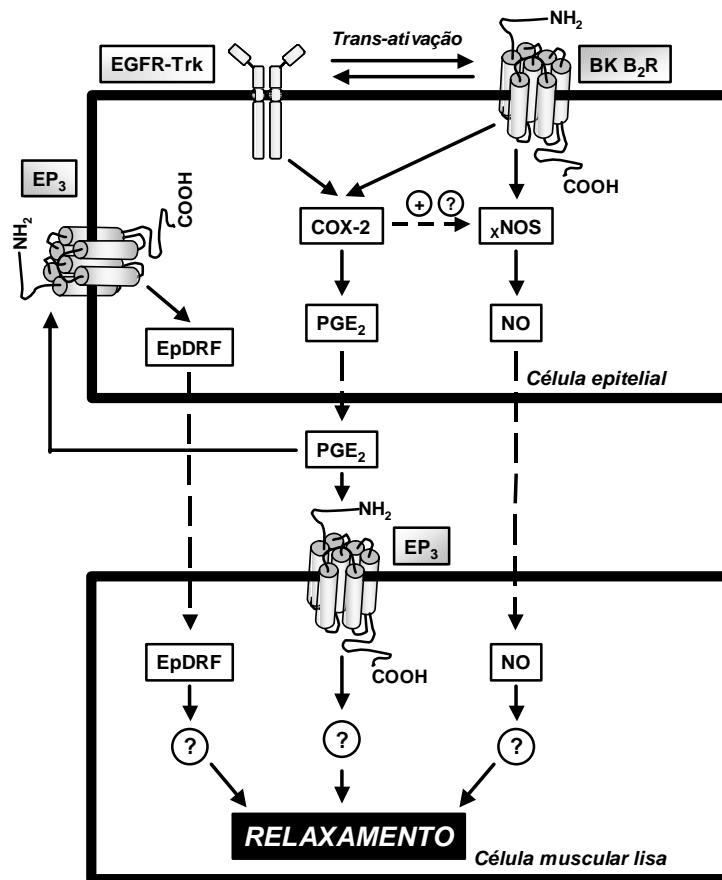 NH₂
Trans-ativação
EGFR-Trk
BK B₂R
COOH
EP₃
NH₂
COOH
COX-2
+
?
ₓNOS
PGE₂
NO
EpDRF
Célula epitelial
PGE₂
NH₂
EP₃
COOH
EpDRF
NO
?
?
?
RELAXAMENTO
Célula muscular lisa